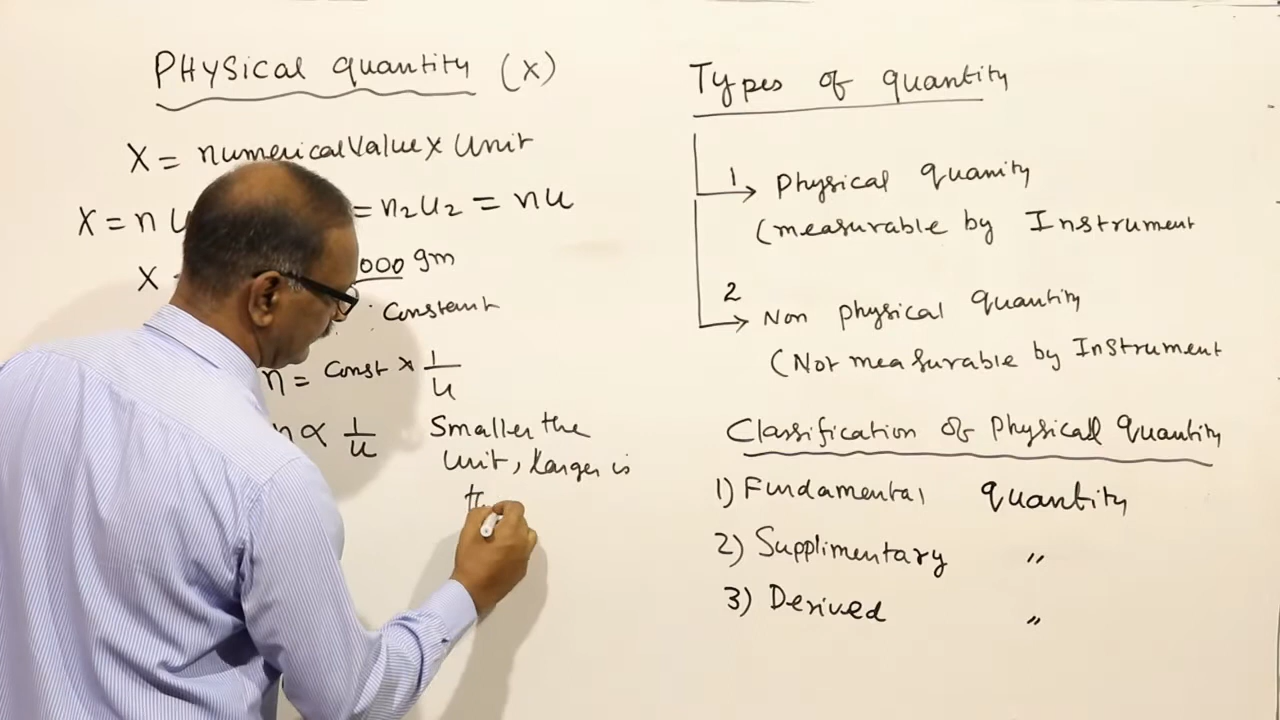 PHYSical quantity (X)
X = numericalValue x Unit
X = n u = n₂u₂ = nu
X 000 gm
: Constant
n = Const x 1/u
n ∝ 1/u
Smaller the
Unit, Larger is
Types of quantity
1 Physical quanity
(measurable by Instrument
2 Non physical quantity
(Not measurable by Instrument
Classification of Physical Quantity
1) Fundamental quantity
2) Supplimentary "
3) Derived "